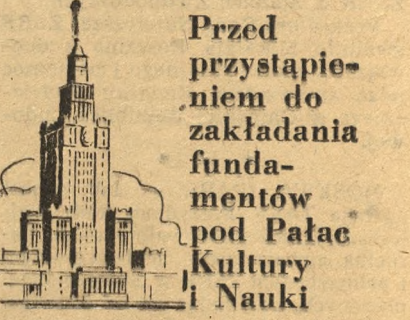 Przed
przystąpie-
niem do
zakładania
funda-
mentów
pod Pałac
Kultury
i Nauki